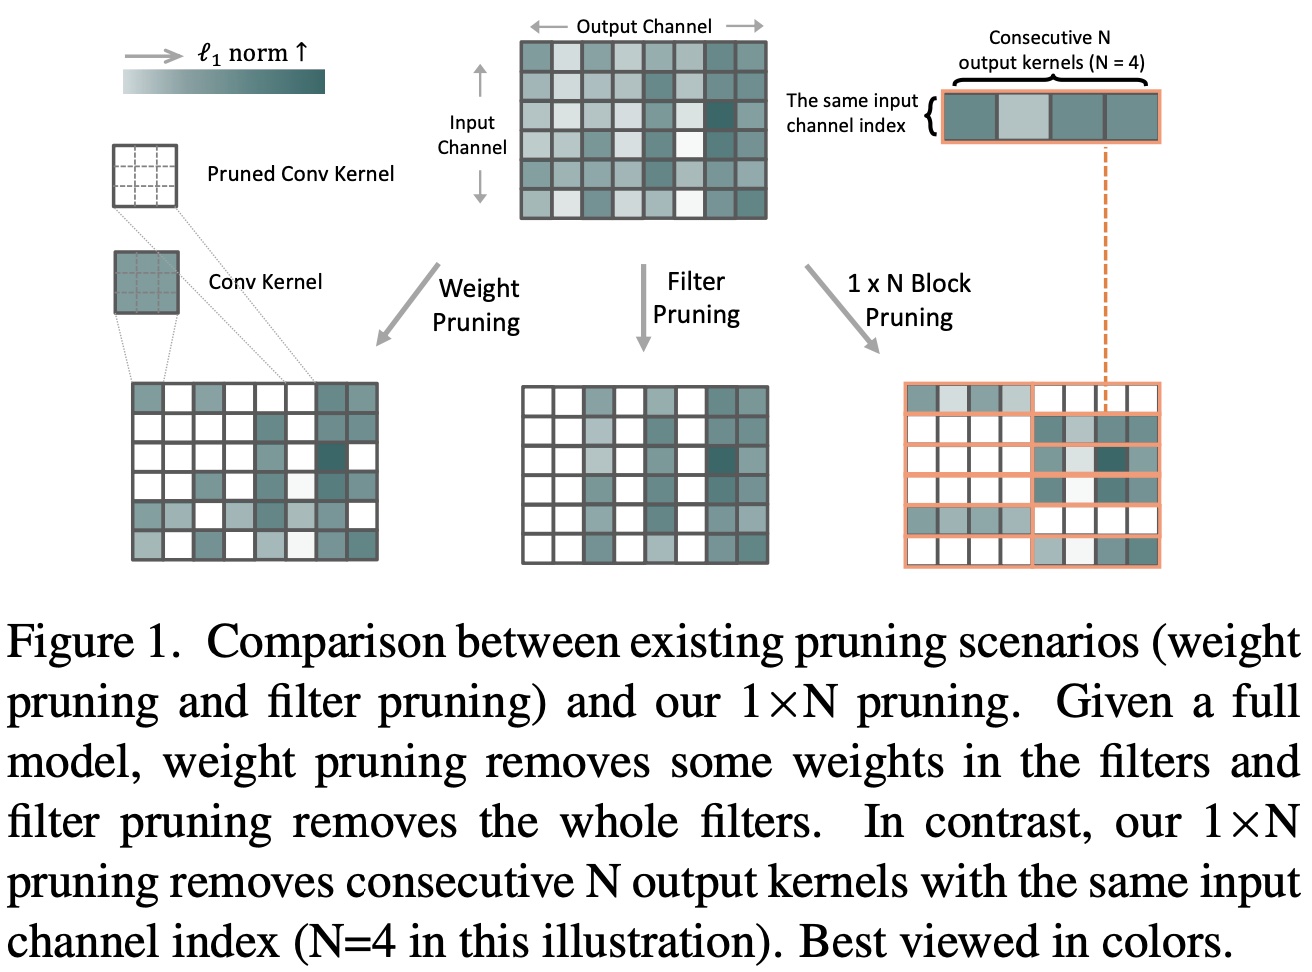 ℓ1 norm ↑
Output Channel
Input
Channel
Consecutive N
output kernels (N = 4)
The same input
channel index
Pruned Conv Kernel
Conv Kernel
Weight
Pruning
Filter
Pruning
1 x N Block
Pruning
Figure 1. Comparison between existing pruning scenarios (weight
pruning and filter pruning) and our 1×N pruning. Given a full
model, weight pruning removes some weights in the filters and
filter pruning removes the whole filters. In contrast, our 1×N
pruning removes consecutive N output kernels with the same input
channel index (N=4 in this illustration). Best viewed in colors.